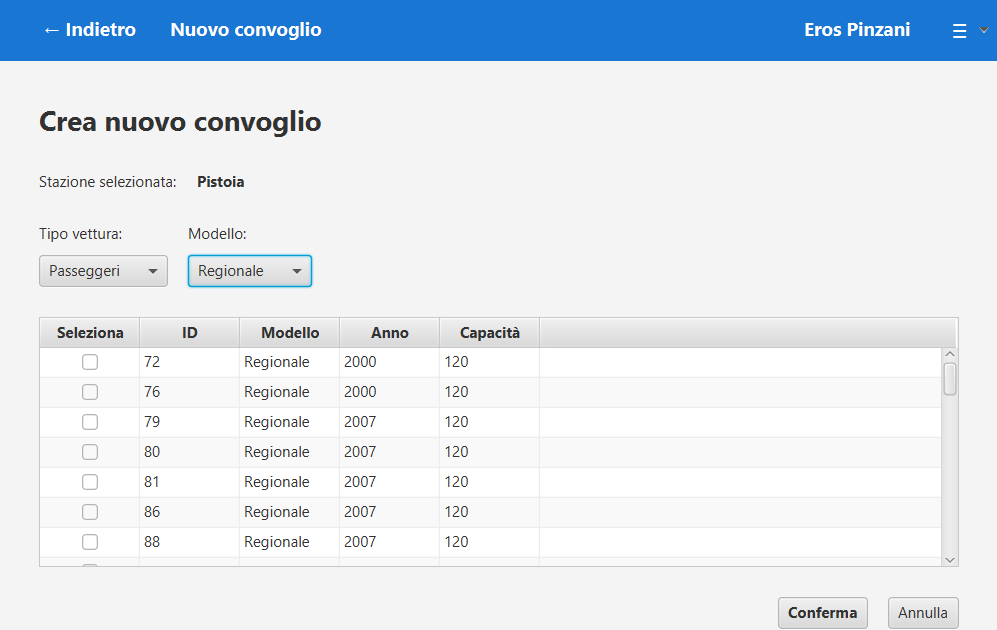 ← Indietro Nuovo convoglio Eros Pinzani ☰
Crea nuovo convoglio
Stazione selezionata: Pistoia
Tipo vettura: Modello:
Passeggeri Regionale
Seleziona ID Modello Anno Capacità
72 Regionale 2000 120
76 Regionale 2000 120
79 Regionale 2007 120
80 Regionale 2007 120
81 Regionale 2007 120
86 Regionale 2007 120
88 Regionale 2007 120
Conferma Annulla